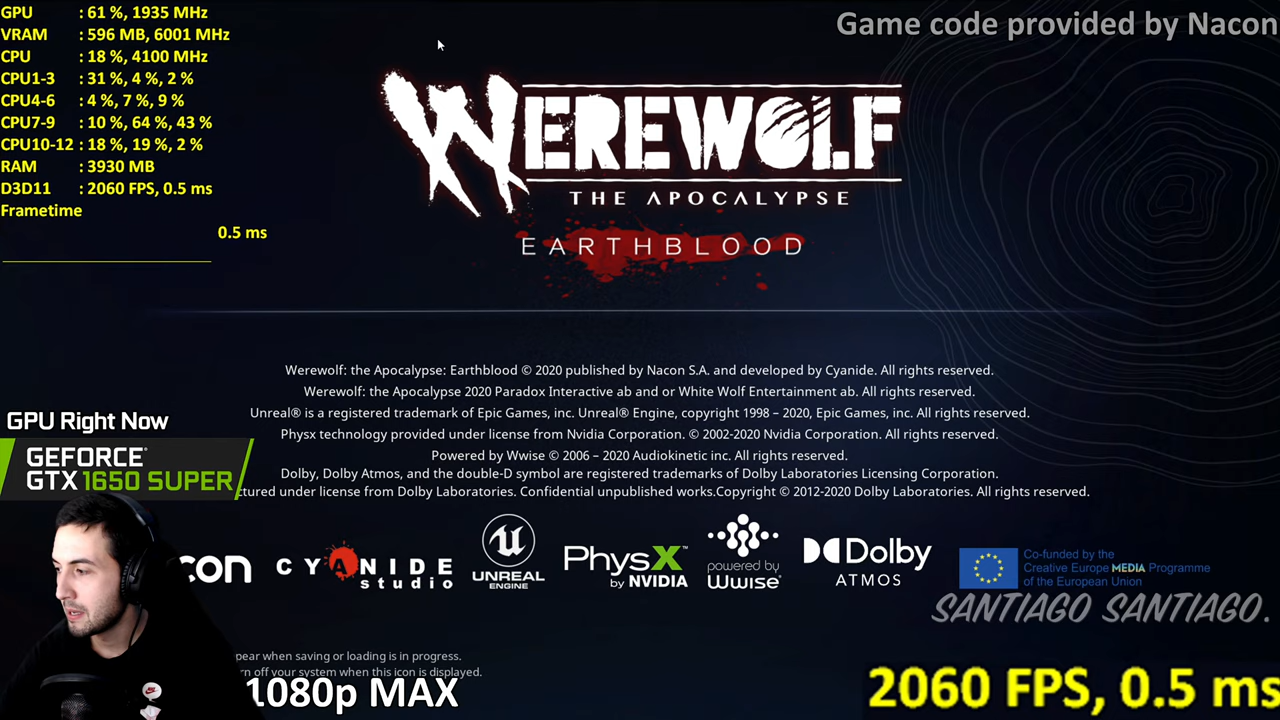 GPU : 61 %, 1935 MHz
VRAM : 596 MB, 6001 MHz
CPU : 18 %, 4100 MHz
CPU1-3 : 31 %, 4 %, 2 %
CPU4-6 : 4 %, 7 %, 9 %
CPU7-9 : 10 %, 64 %, 43 %
CPU10-12 : 18 %, 19 %, 2 %
RAM : 3930 MB
D3D11 : 2060 FPS, 0.5 ms
Frametime
0.5 ms
Game code provided by Nacon
WEREWOLF
THE APOCALYPSE
EARTHBLOOD
Werewolf: the Apocalypse: Earthblood © 2020 published by Nacon S.A. and developed by Cyanide. All rights reserved.
Werewolf: the Apocalypse 2020 Paradox Interactive ab and or White Wolf Entertainment ab. All rights reserved.
Unreal® is a registered trademark of Epic Games, inc. Unreal® Engine, copyright 1998 – 2020, Epic Games, inc. All rights reserved.
Physx technology provided under license from Nvidia Corporation. © 2002-2020 Nvidia Corporation. All rights reserved.
Powered by Wwise © 2006 – 2020 Audiokinetic inc. All rights reserved.
Dolby, Dolby Atmos, and the double-D symbol are registered trademarks of Dolby Laboratories Licensing Corporation.
under license from Dolby Laboratories. Confidential unpublished works.Copyright © 2012-2020 Dolby Laboratories. All rights reserved.
GPU Right Now
GEFORCE®
GTX 1650 SUPER
CYANIDE
studio
UNREAL
ENGINE
PhysX™
by NVIDIA
powered by
Wwise
Dolby
ATMOS
Co-funded by the
Creative Europe MEDIA Programme
of the European Union
SANTIAGO SANTIAGO.
when saving or loading is in progress.
off your system when this icon is displayed.
1080p MAX
2060 FPS, 0.5 ms